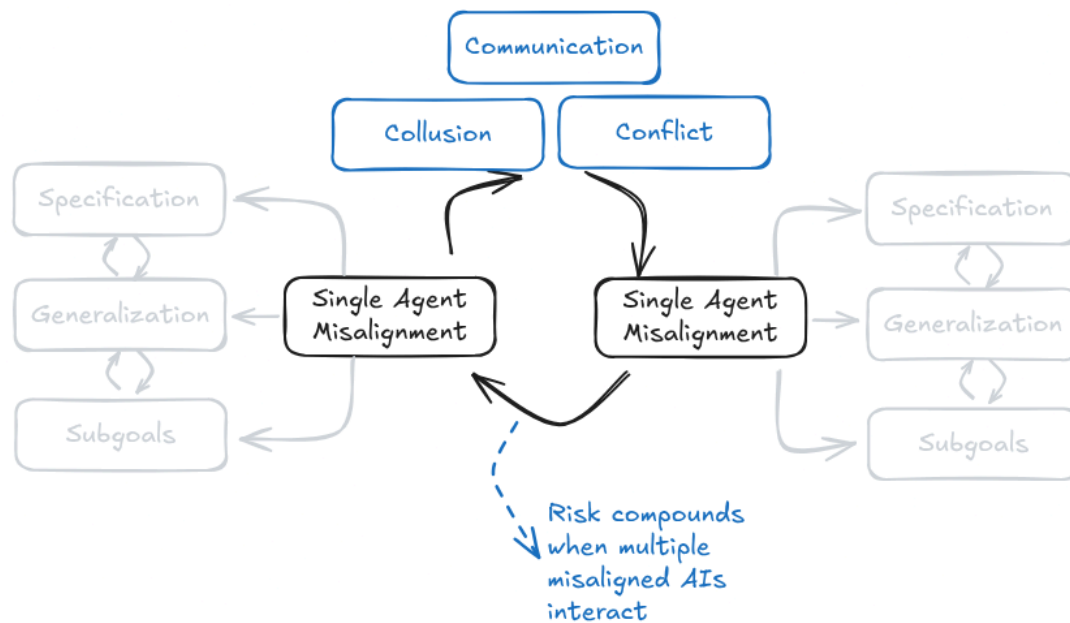 Communication
Collusion
Conflict
Specification
Generalization
Subgoals
Single Agent
Misalignment
Single Agent
Misalignment
Specification
Generalization
Subgoals
Risk compounds
when multiple
misaligned AIs
interact